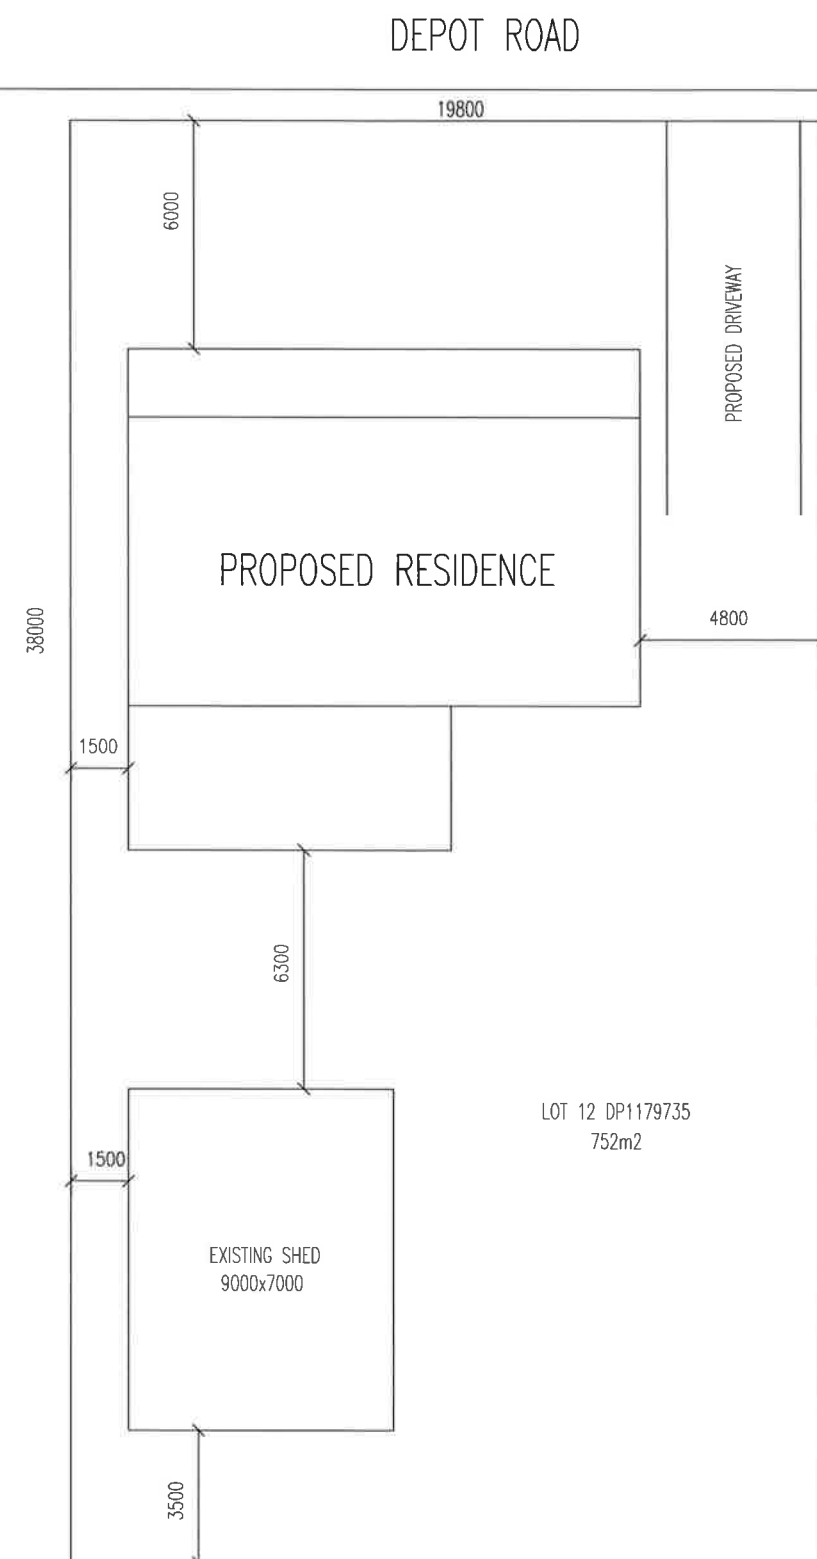 DEPOT ROAD
19800
6000
PROPOSED DRIVEWAY
PROPOSED RESIDENCE
38000
4800
1500
6300
LOT 12 DP1179735
752m2
1500
EXISTING SHED
9000x7000
3500